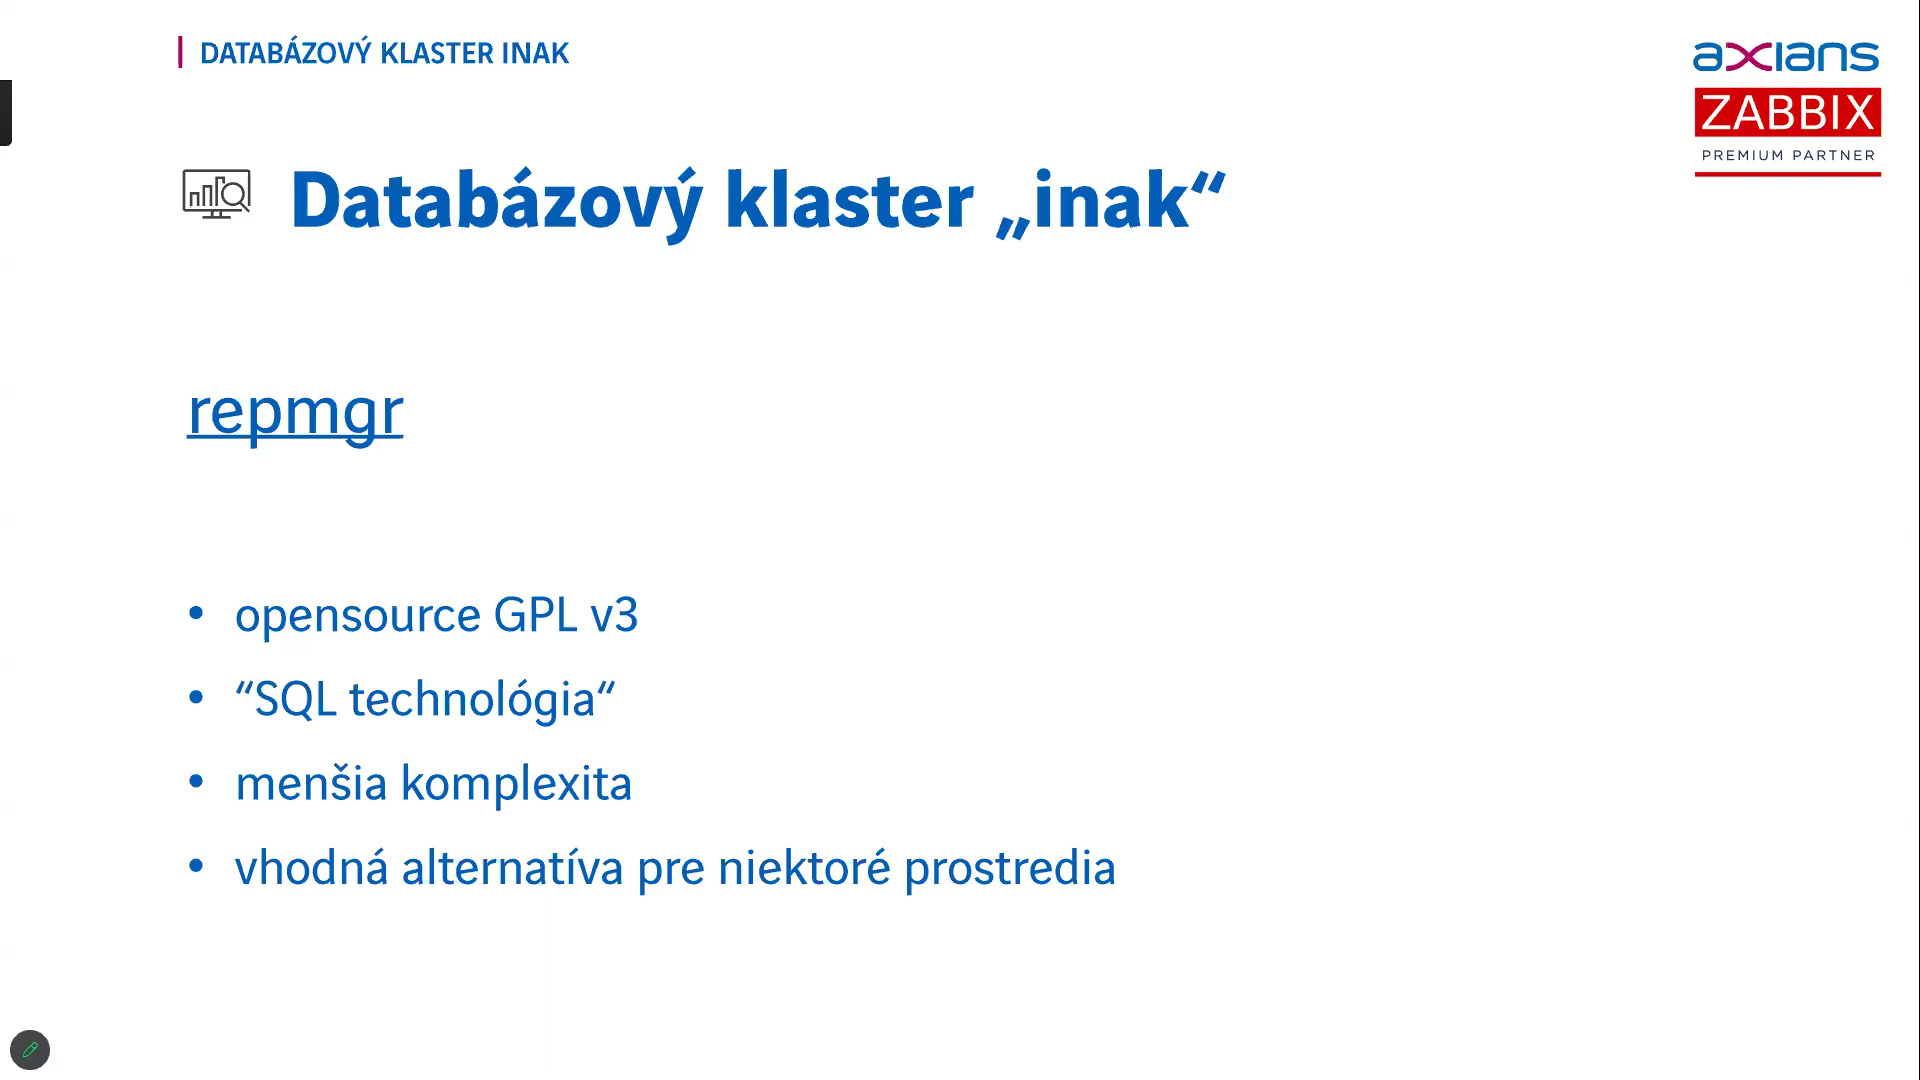 DATABÁZOVÝ KLASTER INAK
axians
ZABBIX
PREMIUM PARTNER
Databázový klaster „inak“
repmgr
• opensource GPL v3
• “SQL technológia“
• menšia komplexita
• vhodná alternatíva pre niektoré prostredia